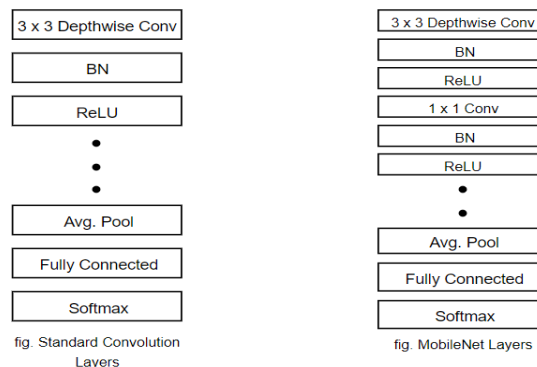 3 x 3 Depthwise Conv
BN
ReLU
Avg. Pool
Fully Connected
Softmax
fig. Standard Convolution
Layers
3 x 3 Depthwise Conv
BN
ReLU
1 x 1 Conv
BN
ReLU
Avg. Pool
Fully Connected
Softmax
fig. MobileNet Layers